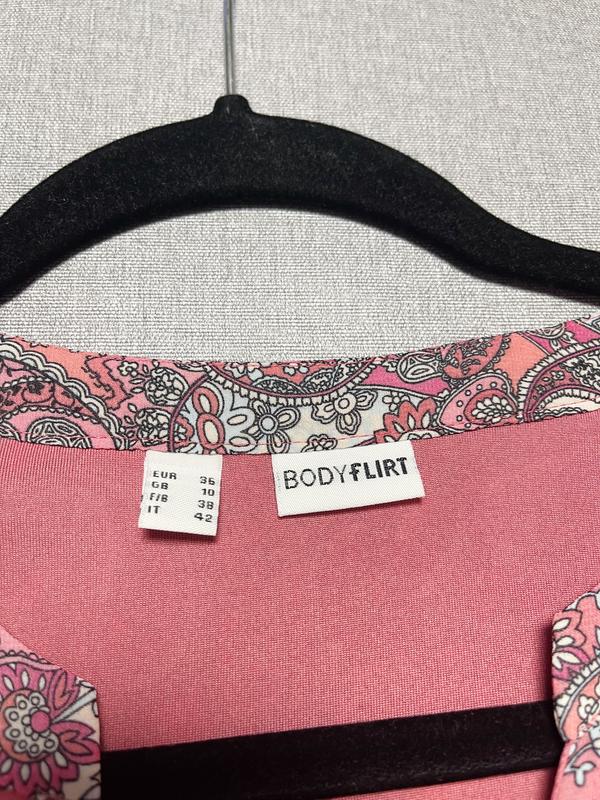 EUR 36
GB 10
F/B 38
IT 42
BODYFLIRT